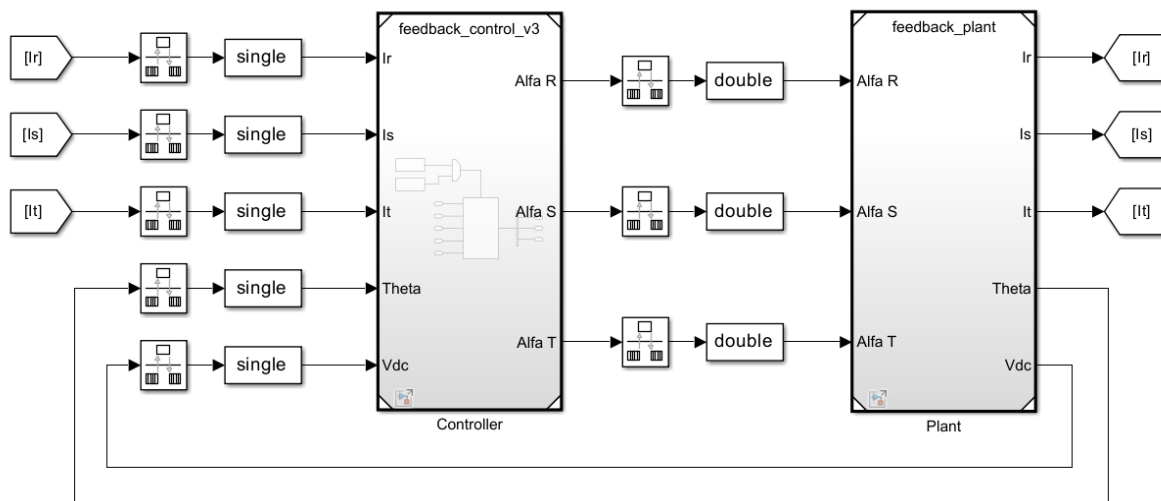 [Ir]
single
[Is]
single
[It]
single
single
single
feedback_control_v3
Ir
Is
It
Theta
Vdc
Alfa R
Alfa S
Alfa T
Controller
double
double
double
feedback_plant
Alfa R
Alfa S
Alfa T
Ir
Is
It
Theta
Vdc
Plant
[Ir]
[Is]
[It]